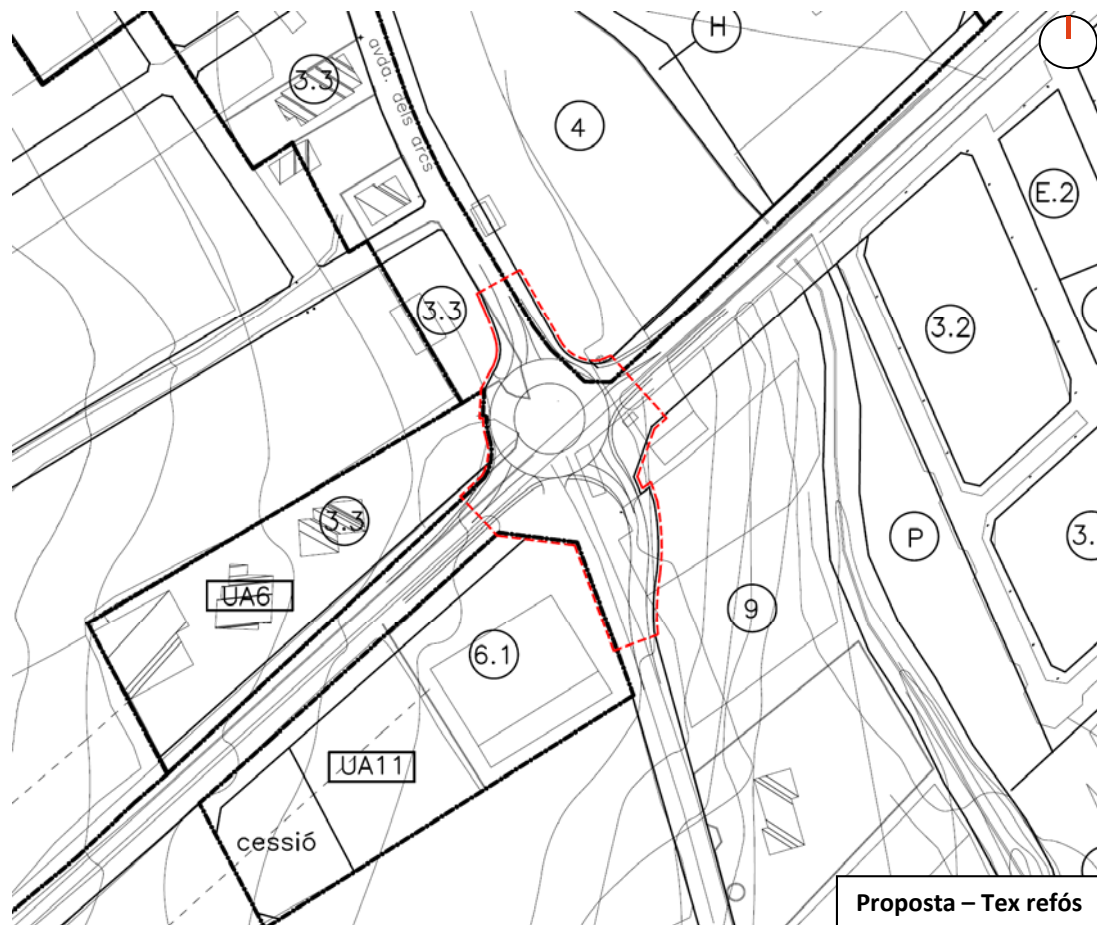 H
3.3
avda. dels arcs
4
E.2
3.3
3.2
3.3
P
3.
UA6
9
6.1
UA11
cessió
Proposta – Tex refós